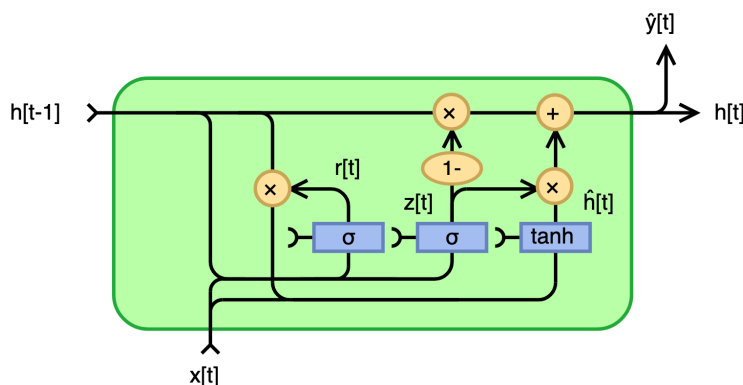 ŷ[t]
h[t-1]
×
+
h[t]
1-
r[t]
×
z[t]
×
ĥ[t]
σ
σ
tanh
x[t]